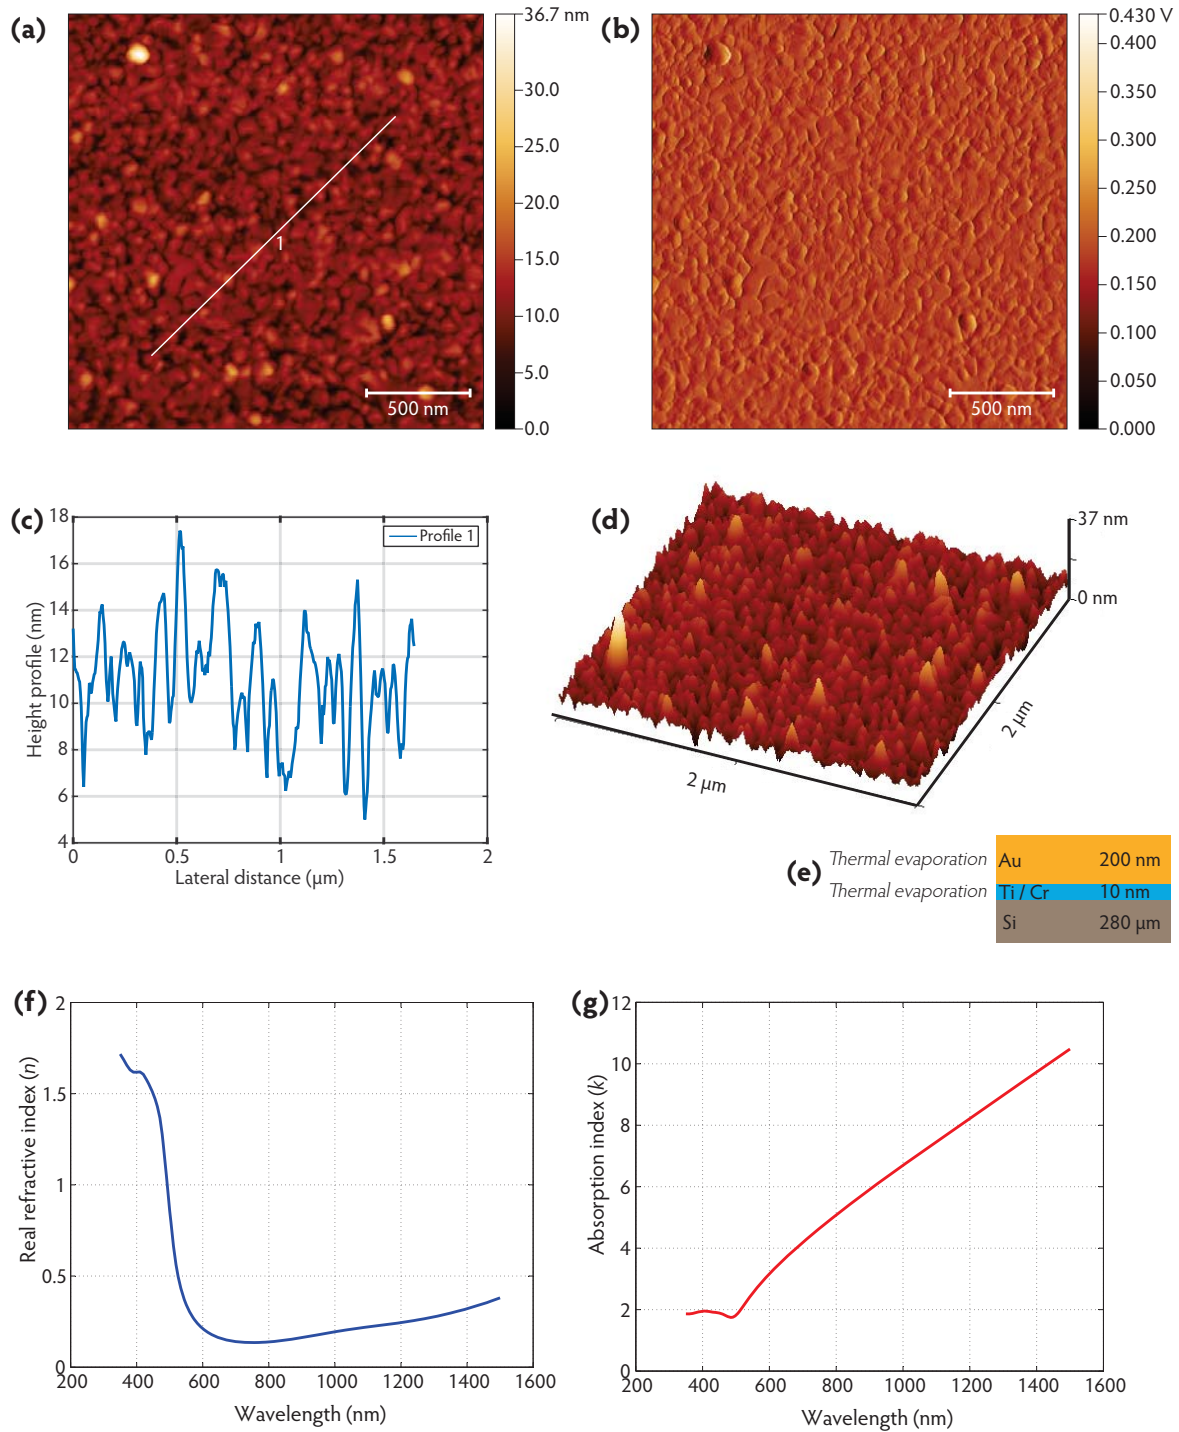 (a)
36.7 nm
30.0
25.0
20.0
15.0
10.0
5.0
0.0
1
500 nm
(b)
0.430 V
0.400
0.350
0.300
0.250
0.200
0.150
0.100
0.050
0.000
500 nm
(c)
Height profile (nm)
18
16
14
12
10
8
6
4
0
0.5
1
1.5
2
Lateral distance (µm)
Profile 1
(d)
37 nm
0 nm
2 µm
2 µm
(e)
Thermal evaporation Au 200 nm
Thermal evaporation Ti / Cr 10 nm
Si 280 µm
(f)
Real refractive index (n)
2
1.5
1
0.5
0
200 400 600 800 1000 1200 1400 1600
Wavelength (nm)
(g)
Absorption index (k)
12
10
8
6
4
2
0
200 400 600 800 1000 1200 1400 1600
Wavelength (nm)